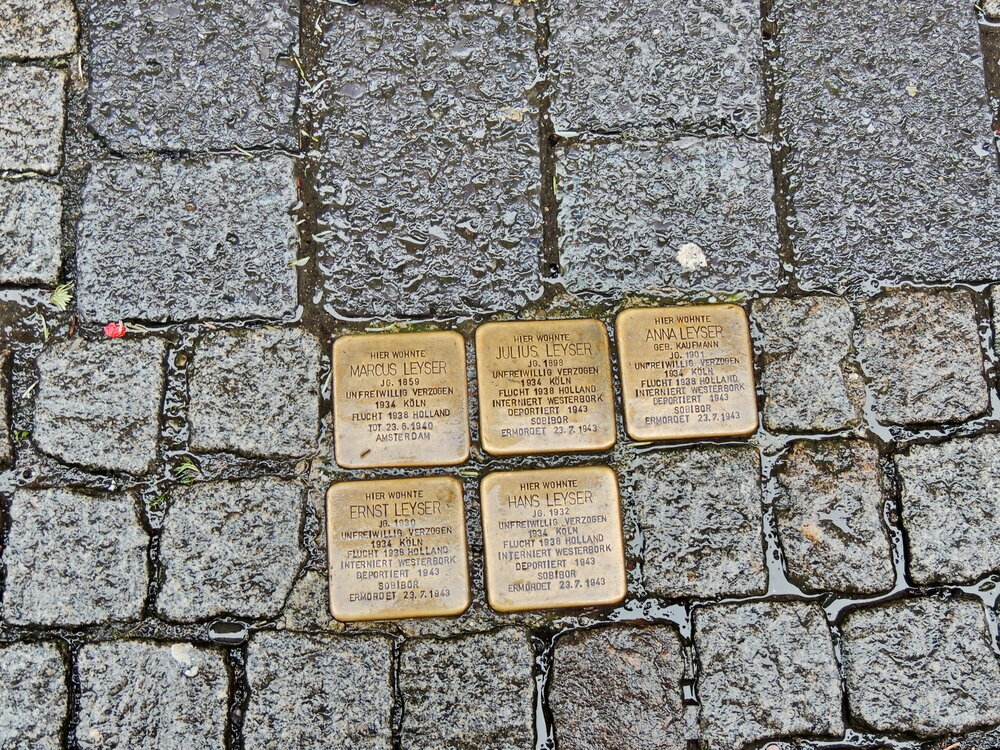 HIER WOHNTE
MARCUS LEYSER
JG. 1859
UNFREIWILLIG VERZOGEN
1934 KÖLN
FLUCHT 1938 HOLLAND
TOT 23.6.1940
AMSTERDAM
HIER WOHNTE
JULIUS LEYSER
JG. 1898
UNFREIWILLIG VERZOGEN
1934 KÖLN
FLUCHT 1938 HOLLAND
INTERNIERT WESTERBORK
DEPORTIERT 1943
SOBIBOR
ERMORDET 23.7.1943
HIER WOHNTE
ANNA LEYSER
GEB. KAUFMANN
JG. 1901
UNFREIWILLIG VERZOGEN
1934 KÖLN
FLUCHT 1938 HOLLAND
INTERNIERT WESTERBORK
DEPORTIERT 1943
SOBIBOR
ERMORDET 23.7.1943
HIER WOHNTE
ERNST LEYSER
JG. 1930
UNFREIWILLIG VERZOGEN
1934 KÖLN
FLUCHT 1938 HOLLAND
INTERNIERT WESTERBORK
DEPORTIERT 1943
SOBIBOR
ERMORDET 23.7.1943
HIER WOHNTE
HANS LEYSER
JG. 1932
UNFREIWILLIG VERZOGEN
1934 KÖLN
FLUCHT 1938 HOLLAND
INTERNIERT WESTERBORK
DEPORTIERT 1943
SOBIBOR
ERMORDET 23.7.1943